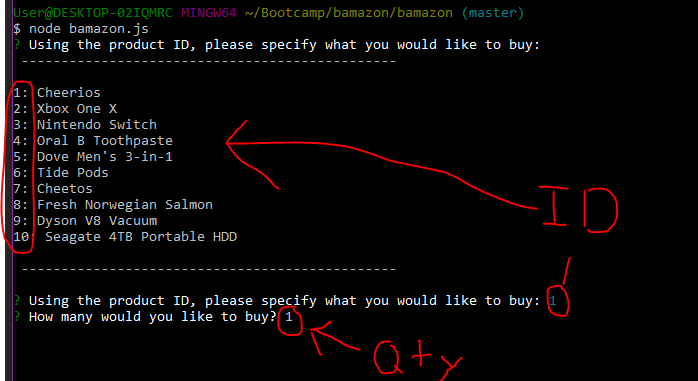 User@DESKTOP-02IQMRC MINGW64 ~/Bootcamp/bamazon/bamazon (master)
$ node bamazon.js
? Using the product ID, please specify what you would like to buy:
-----------------------------------------------
1: Cheerios
2: Xbox One X
3: Nintendo Switch
4: Oral B Toothpaste
5: Dove Men's 3-in-1
6: Tide Pods
7: Cheetos
8: Fresh Norwegian Salmon
9: Dyson V8 Vacuum
10: Seagate 4TB Portable HDD
-----------------------------------------------
ID
? Using the product ID, please specify what you would like to buy: 1
? How many would you like to buy? 1
Qty